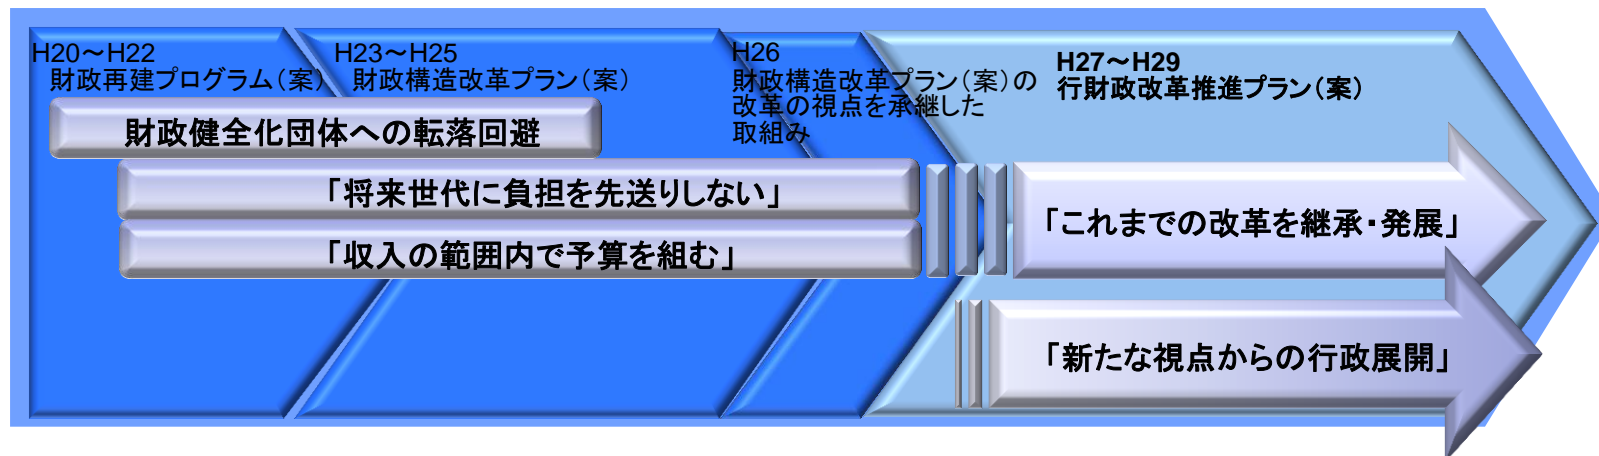 H20～H22
財政再建プログラム（案）
H23～H25
財政構造改革プラン（案）
H26
財政構造改革プラン（案）の
改革の視点を承継した
取組み
H27～H29
行財政改革推進プラン（案）
財政健全化団体への転落回避
「将来世代に負担を先送りしない」
「収入の範囲内で予算を組む」
「これまでの改革を継承・発展」
「新たな視点からの行政展開」